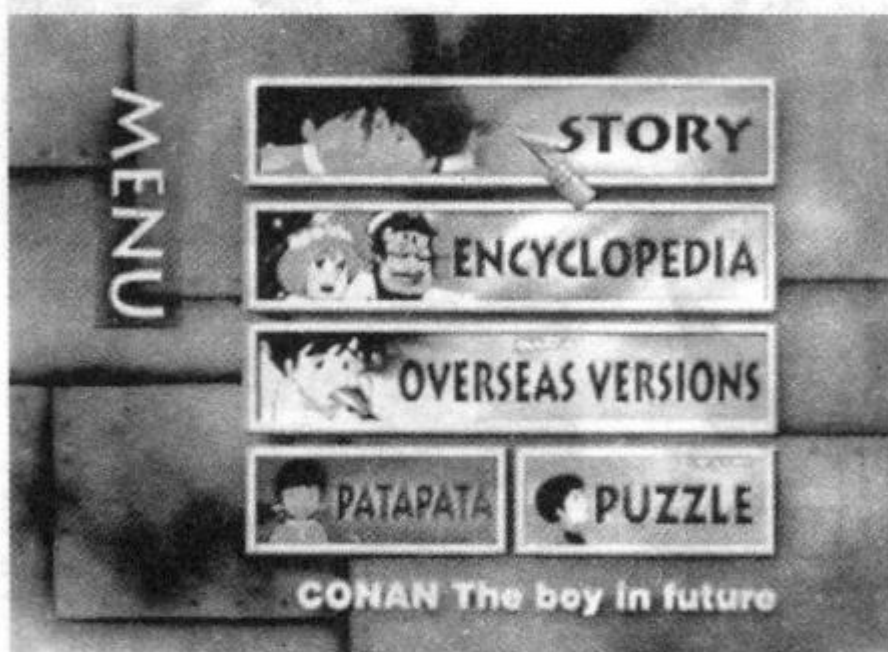 MENU
STORY
ENCYCLOPEDIA
OVERSEAS VERSIONS
PATAPATA
PUZZLE
CONAN The boy in future